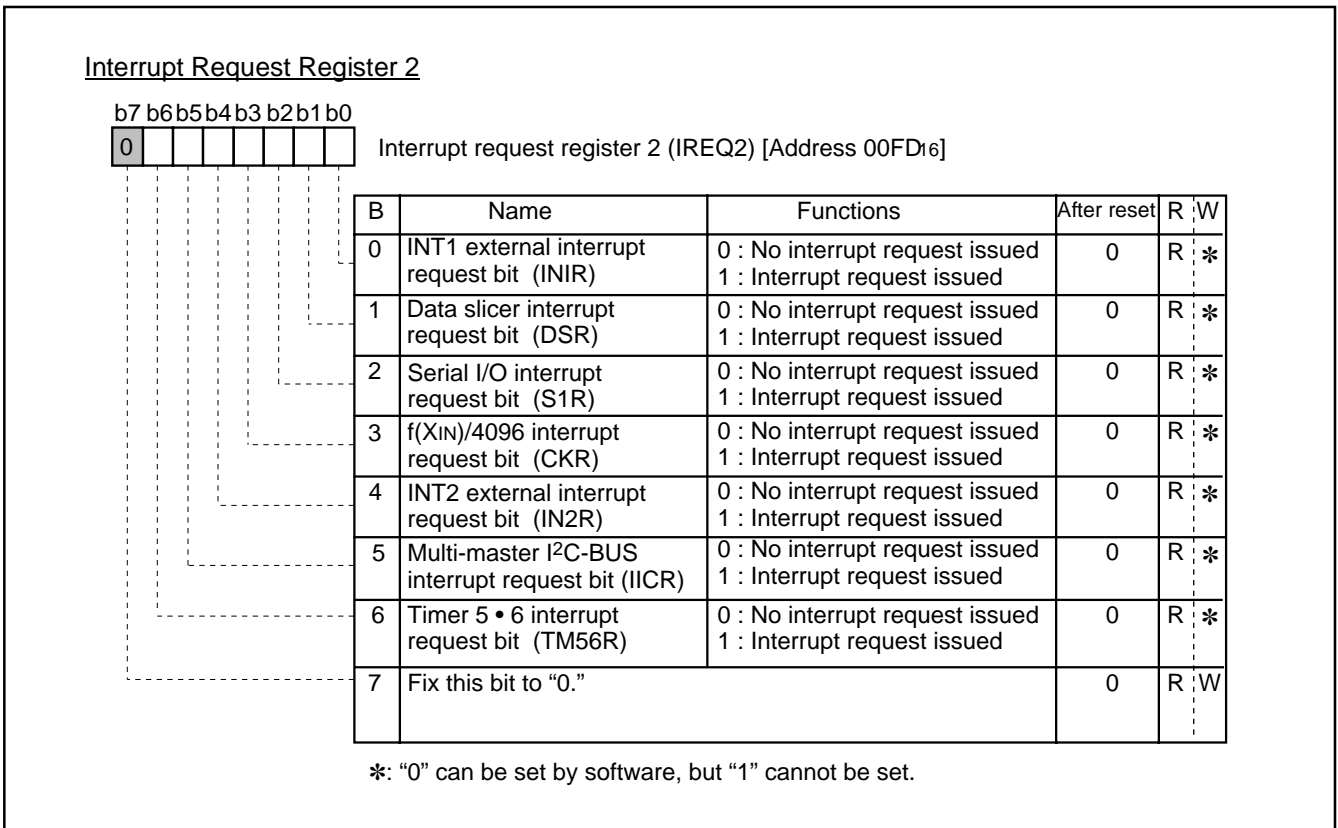 Interrupt Request Register 2
b7 b6 b5 b4 b3 b2 b1 b0
0
Interrupt request register 2 (IREQ2) [Address 00FD16]
B Name Functions After reset R W
0 INT1 external interrupt request bit (INIR) 0 : No interrupt request issued 0 R ✻
1 : Interrupt request issued
1 Data slicer interrupt request bit (DSR) 0 : No interrupt request issued 0 R ✻
1 : Interrupt request issued
2 Serial I/O interrupt request bit (S1R) 0 : No interrupt request issued 0 R ✻
1 : Interrupt request issued
3 f(XIN)/4096 interrupt request bit (CKR) 0 : No interrupt request issued 0 R ✻
1 : Interrupt request issued
4 INT2 external interrupt request bit (IN2R) 0 : No interrupt request issued 0 R ✻
1 : Interrupt request issued
5 Multi-master I2C-BUS interrupt request bit (IICR) 0 : No interrupt request issued 0 R ✻
1 : Interrupt request issued
6 Timer 5 • 6 interrupt request bit (TM56R) 0 : No interrupt request issued 0 R ✻
1 : Interrupt request issued
7 Fix this bit to “0.” 0 R W
✻: “0” can be set by software, but “1” cannot be set.